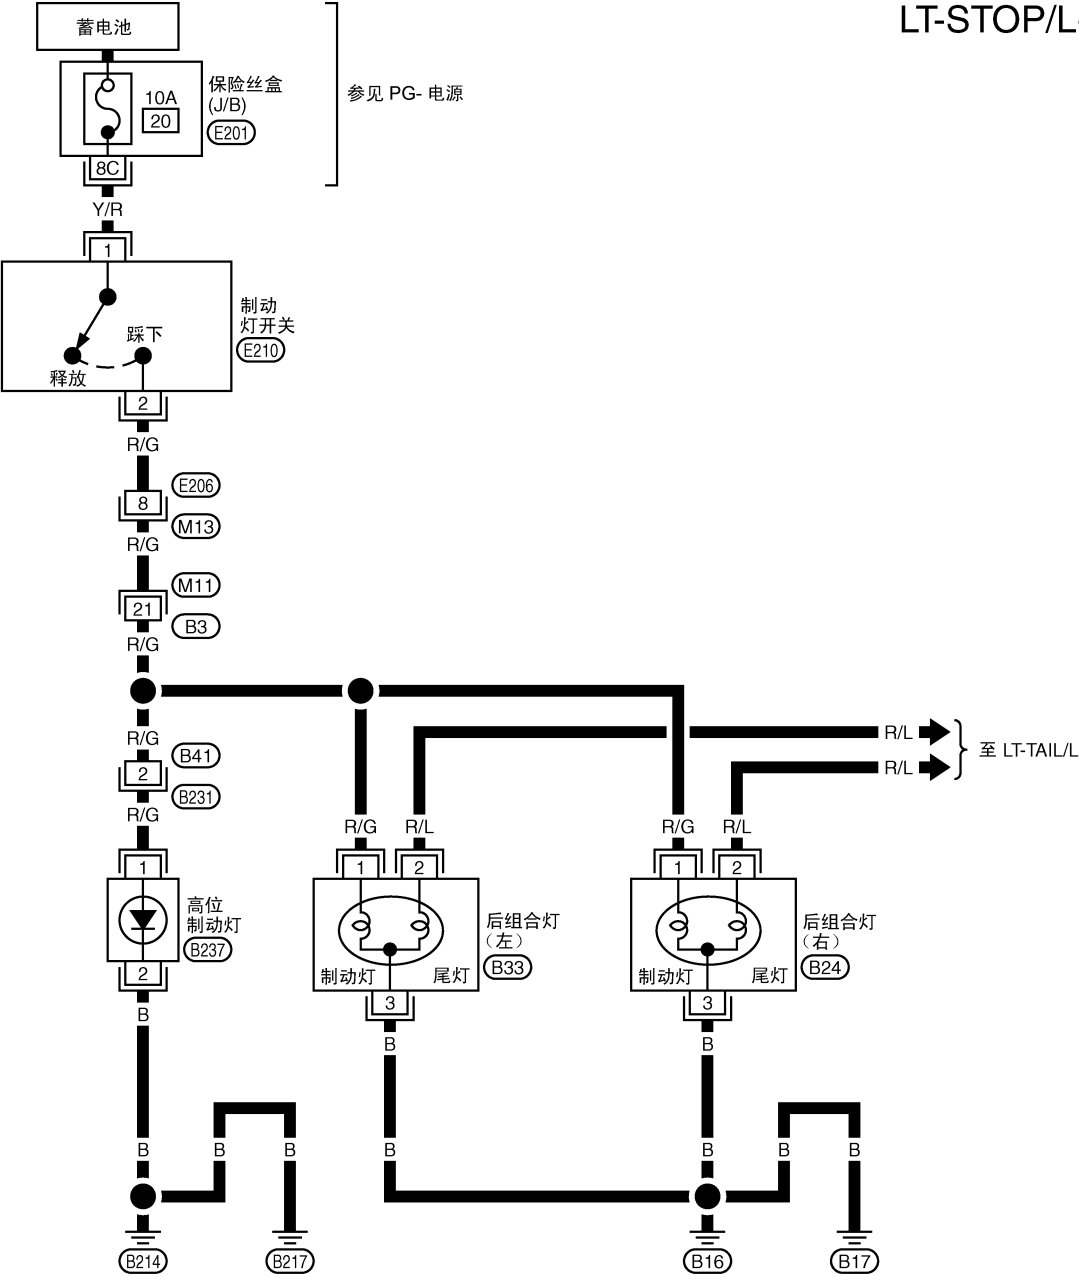 LT-STOP/L-
蓄电池
10A
20
保险丝盒
(J/B)
E201
参见 PG- 电源
8C
Y/R
1
制动
灯开关
E210
踩下
释放
2
R/G
E206
8
M13
R/G
M11
21
B3
R/G
R/G
B41
2
B231
R/G
R/L
R/L
至 LT-TAIL/L
R/G
R/L
R/G
R/L
1
1
2
1
2
高位
制动灯
B237
后组合灯
（左）
B33
制动灯
尾灯
后组合灯
（右）
B24
制动灯
尾灯
2
3
3
B
B
B
B
B
B
B
B
B
B
B214
B217
B16
B17